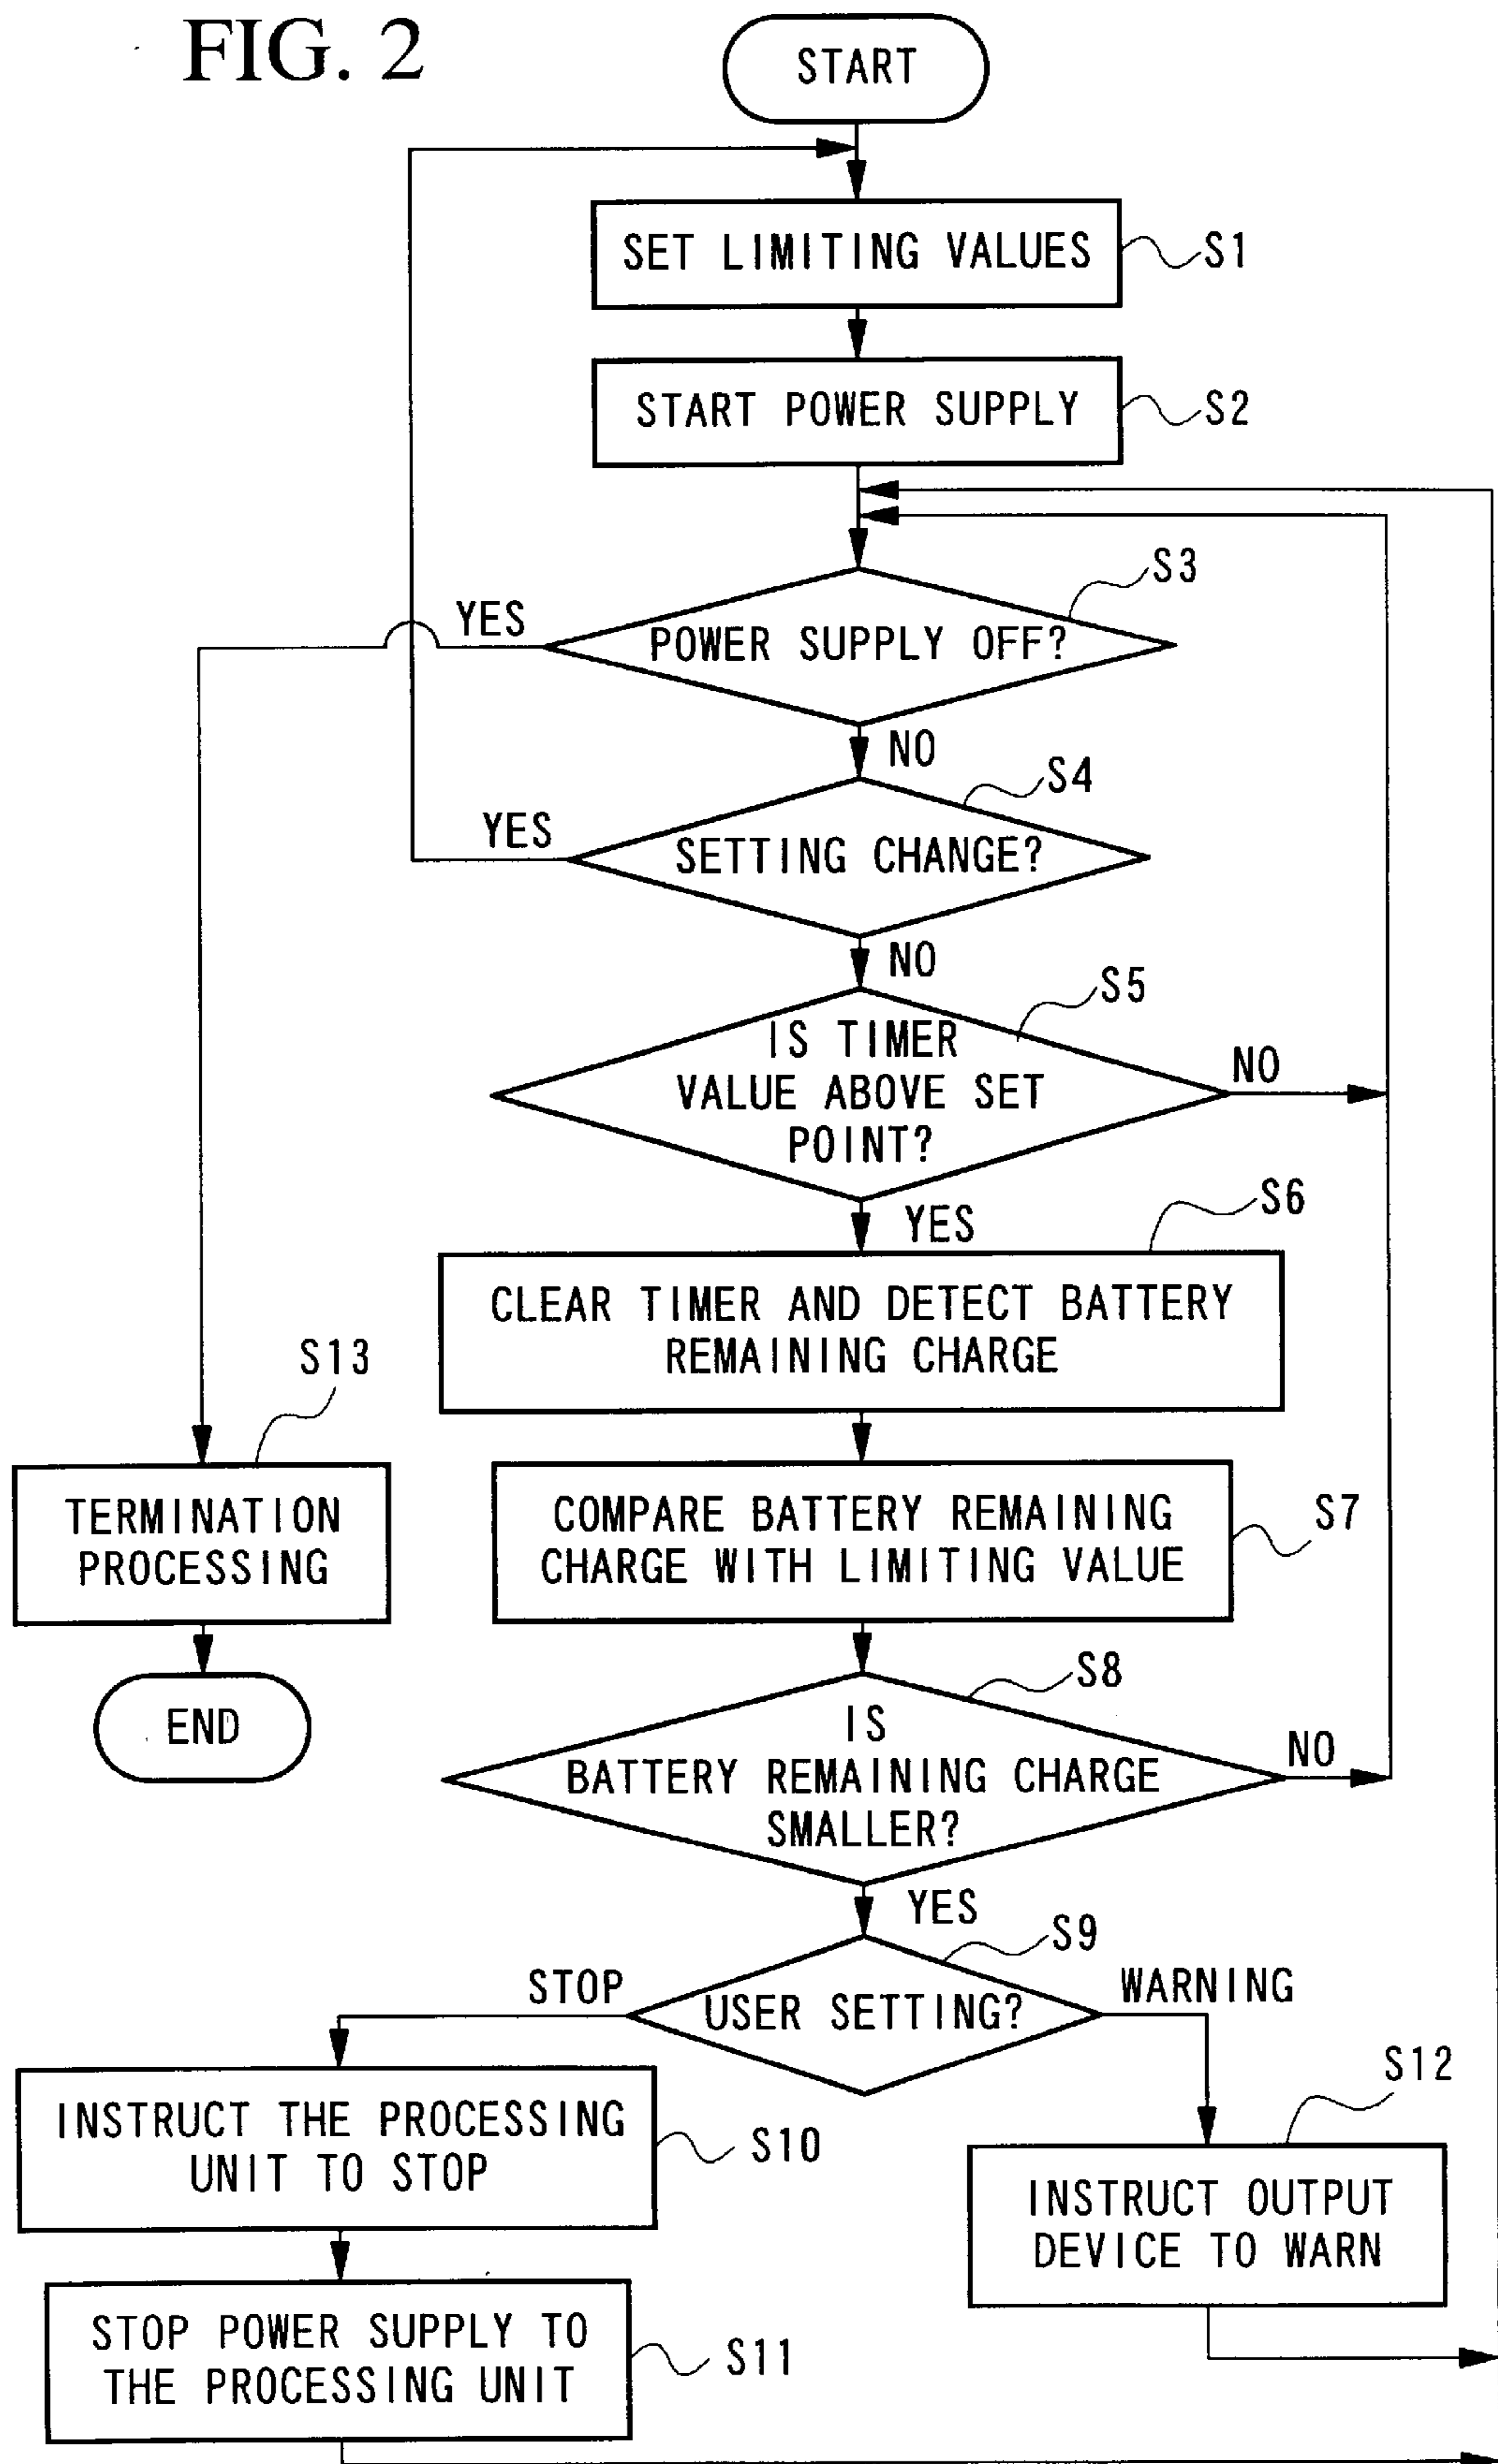 FIG. 2
START
SET LIMITING VALUES
S1
START POWER SUPPLY
S2
S3
YES
POWER SUPPLY OFF?
NO
S4
YES
SETTING CHANGE?
NO
S5
IS TIMER
VALUE ABOVE SET
POINT?
NO
YES
S6
CLEAR TIMER AND DETECT BATTERY
REMAINING CHARGE
S13
TERMINATION
PROCESSING
COMPARE BATTERY REMAINING
CHARGE WITH LIMITING VALUE
S7
END
S8
IS
BATTERY REMAINING CHARGE
SMALLER?
NO
YES
S9
STOP
USER SETTING?
WARNING
INSTRUCT THE PROCESSING
UNIT TO STOP
S10
S12
INSTRUCT OUTPUT
DEVICE TO WARN
STOP POWER SUPPLY TO
THE PROCESSING UNIT
S11